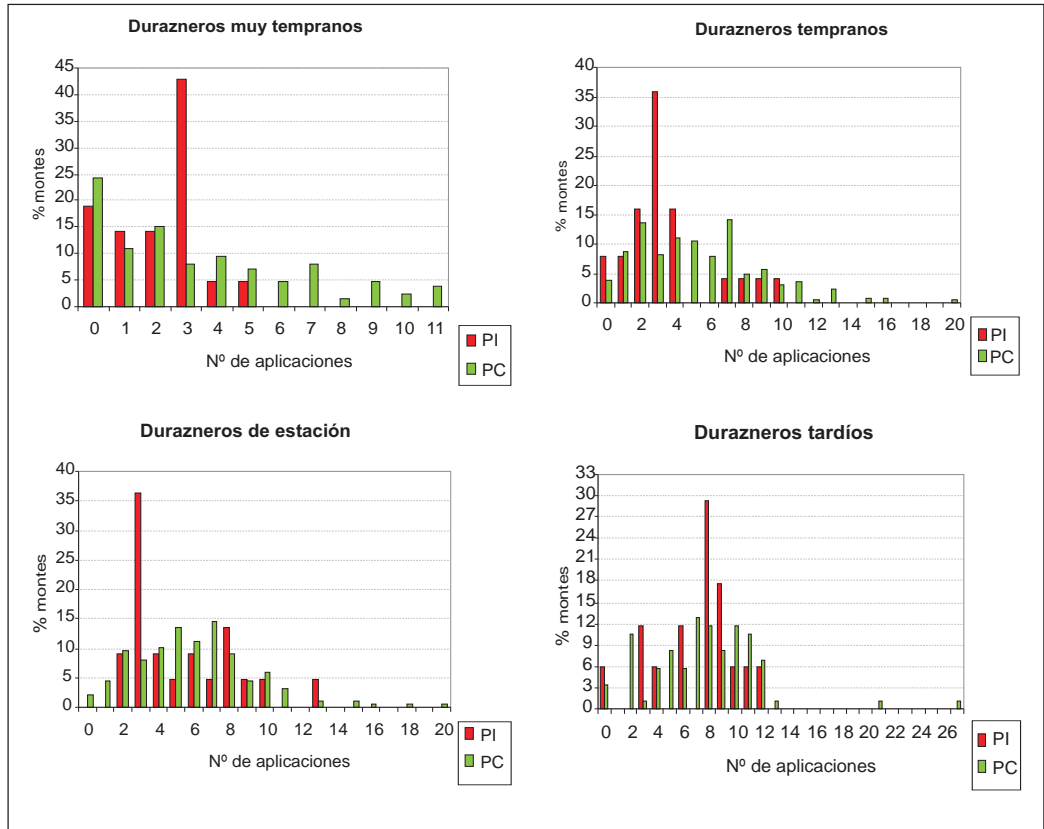 Durazneros muy tempranos
% montes
45
40
35
30
25
20
15
10
5
0
0 1 2 3 4 5 6 7 8 9 10 11
Nº de aplicaciones
PI
PC
Durazneros tempranos
% montes
40
35
30
25
20
15
10
5
0
0 2 4 6 8 10 12 14 16 18 20
Nº de aplicaciones
PI
PC
Durazneros de estación
% montes
40
35
30
25
20
15
10
5
0
0 2 4 6 8 10 12 14 16 18 20
Nº de aplicaciones
PI
PC
Durazneros tardíos
% montes
33
30
27
24
21
18
15
12
9
6
3
0
0 2 4 6 8 10 12 14 16 18 20 22 24 26
Nº de aplicaciones
PI
PC